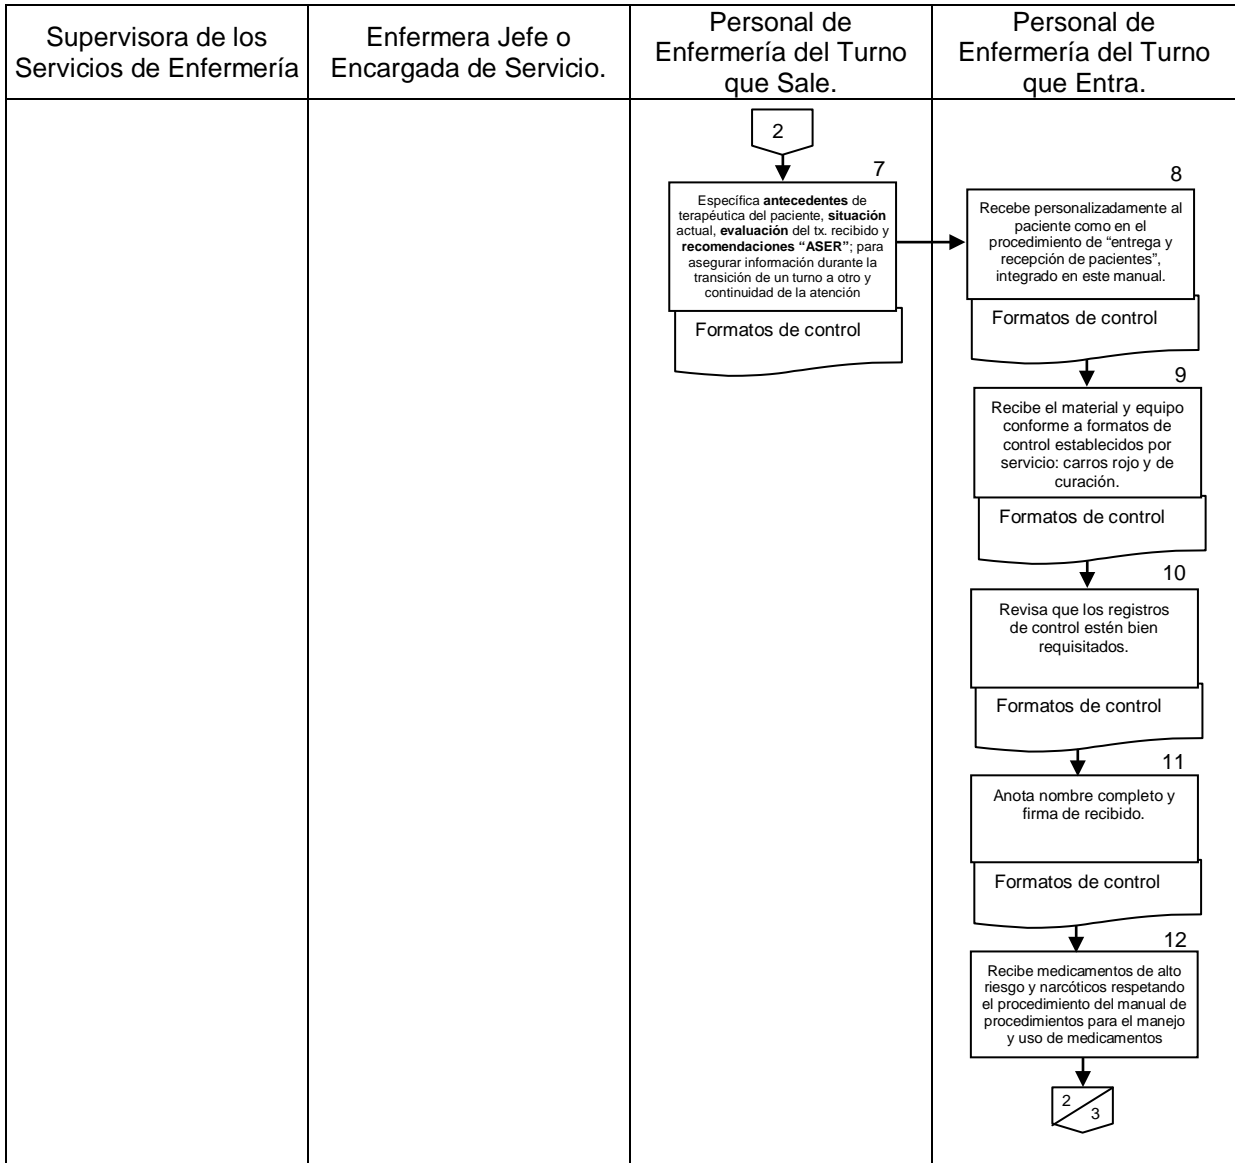 Supervisora de los
Servicios de Enfermería
Enfermera Jefe o
Encargada de Servicio.
Personal de
Enfermería del Turno
que Sale.
Personal de
Enfermería del Turno
que Entra.
2
7
Específica antecedentes de
terapéutica del paciente, situación
actual, evaluación del tx. recibido y
recomendaciones “ASER”; para
asegurar información durante la
transición de un turno a otro y
continuidad de la atención
Formatos de control
8
Recebe personalizadamente al
paciente como en el
procedimiento de “entrega y
recepción de pacientes”,
integrado en este manual.
Formatos de control
9
Recibe el material y equipo
conforme a formatos de
control establecidos por
servicio: carros rojo y de
curación.
Formatos de control
10
Revisa que los registros
de control estén bien
requisitados.
Formatos de control
11
Anota nombre completo y
firma de recibido.
Formatos de control
12
Recibe medicamentos de alto
riesgo y narcóticos respetando
el procedimiento del manual de
procedimientos para el manejo
y uso de medicamentos
2
3